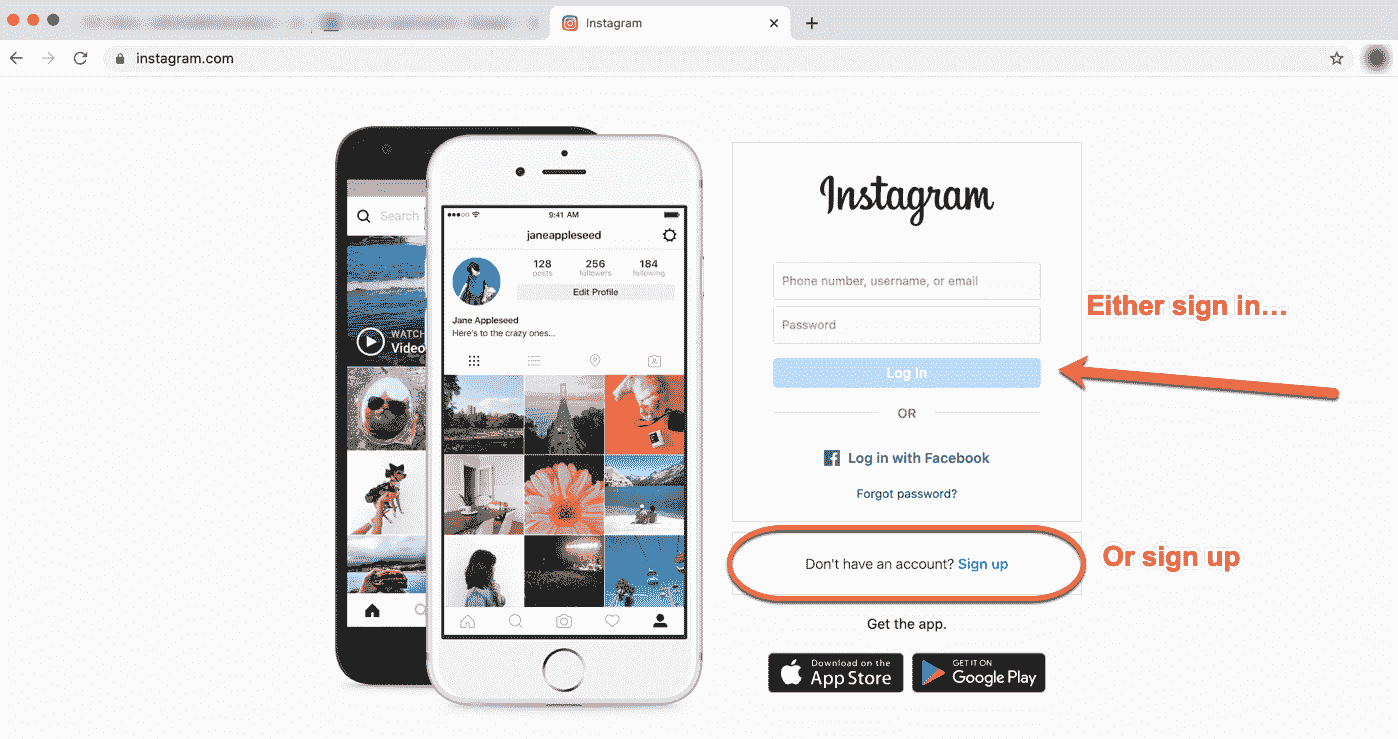 Instagram
instagram.com
Search
WATCH
Video
9:41 AM
janeappleseed
128
posts
256
followers
184
following
Edit Profile
Jane Appleseed
Here's to the crazy ones...
Instagram
Phone number, username, or email
Password
Log In
OR
Log in with Facebook
Forgot password?
Either sign in...
Don't have an account? Sign up
Or sign up
Get the app.
Download on the
App Store
GET IT ON
Google Play